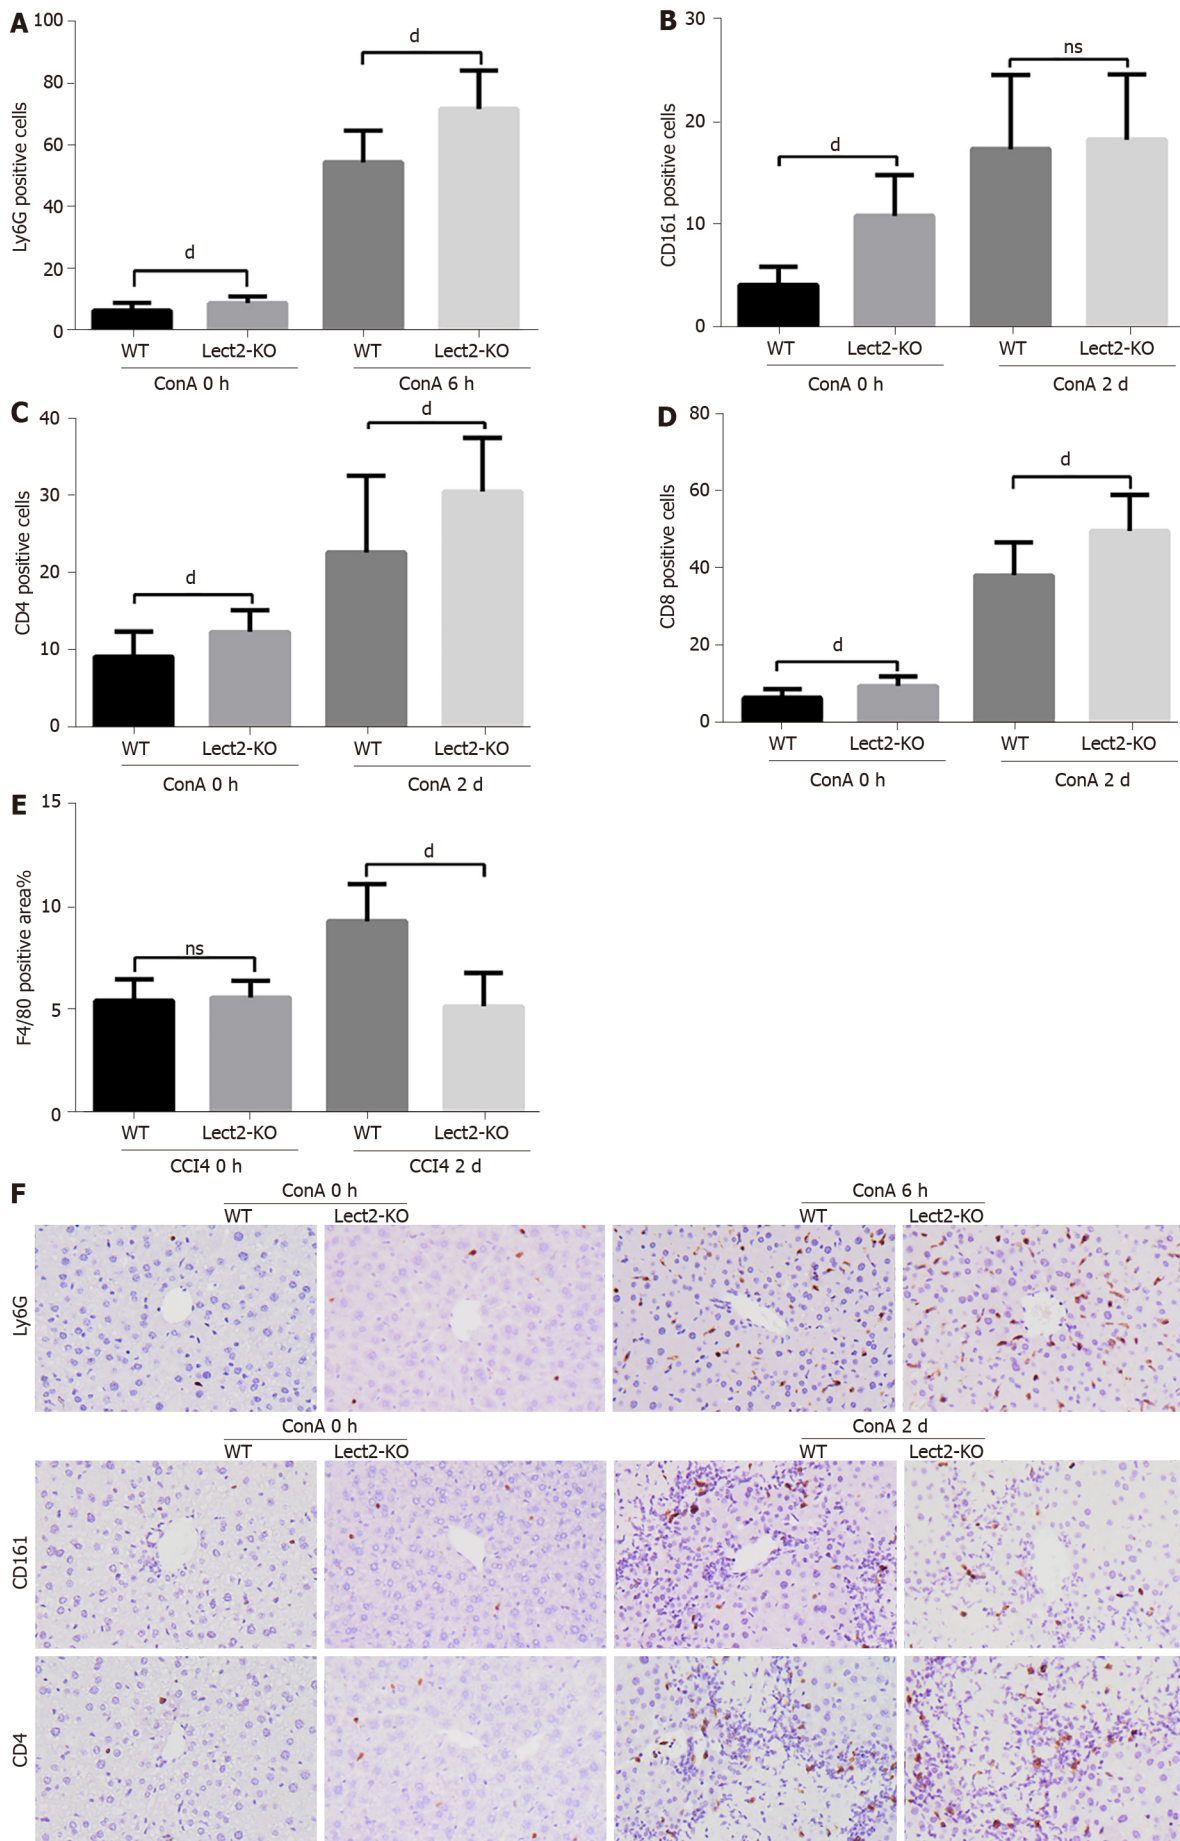 A
Ly6G positive cells
100
80
60
40
20
0
d
d
WT
Lect2-KO
WT
Lect2-KO
ConA 0 h
ConA 6 h
B
CD161 positive cells
30
20
10
0
d
ns
WT
Lect2-KO
WT
Lect2-KO
ConA 0 h
ConA 2 d
C
CD4 positive cells
40
30
20
10
0
d
d
WT
Lect2-KO
WT
Lect2-KO
ConA 0 h
ConA 2 d
D
CD8 positive cells
80
60
40
20
0
d
d
WT
Lect2-KO
WT
Lect2-KO
ConA 0 h
ConA 2 d
E
F4/80 positive area%
15
10
5
0
ns
d
WT
Lect2-KO
WT
Lect2-KO
CCI4 0 h
CCI4 2 d
F
ConA 0 h
ConA 6 h
WT
Lect2-KO
WT
Lect2-KO
Ly6G
ConA 0 h
ConA 2 d
WT
Lect2-KO
WT
Lect2-KO
CD161
CD4